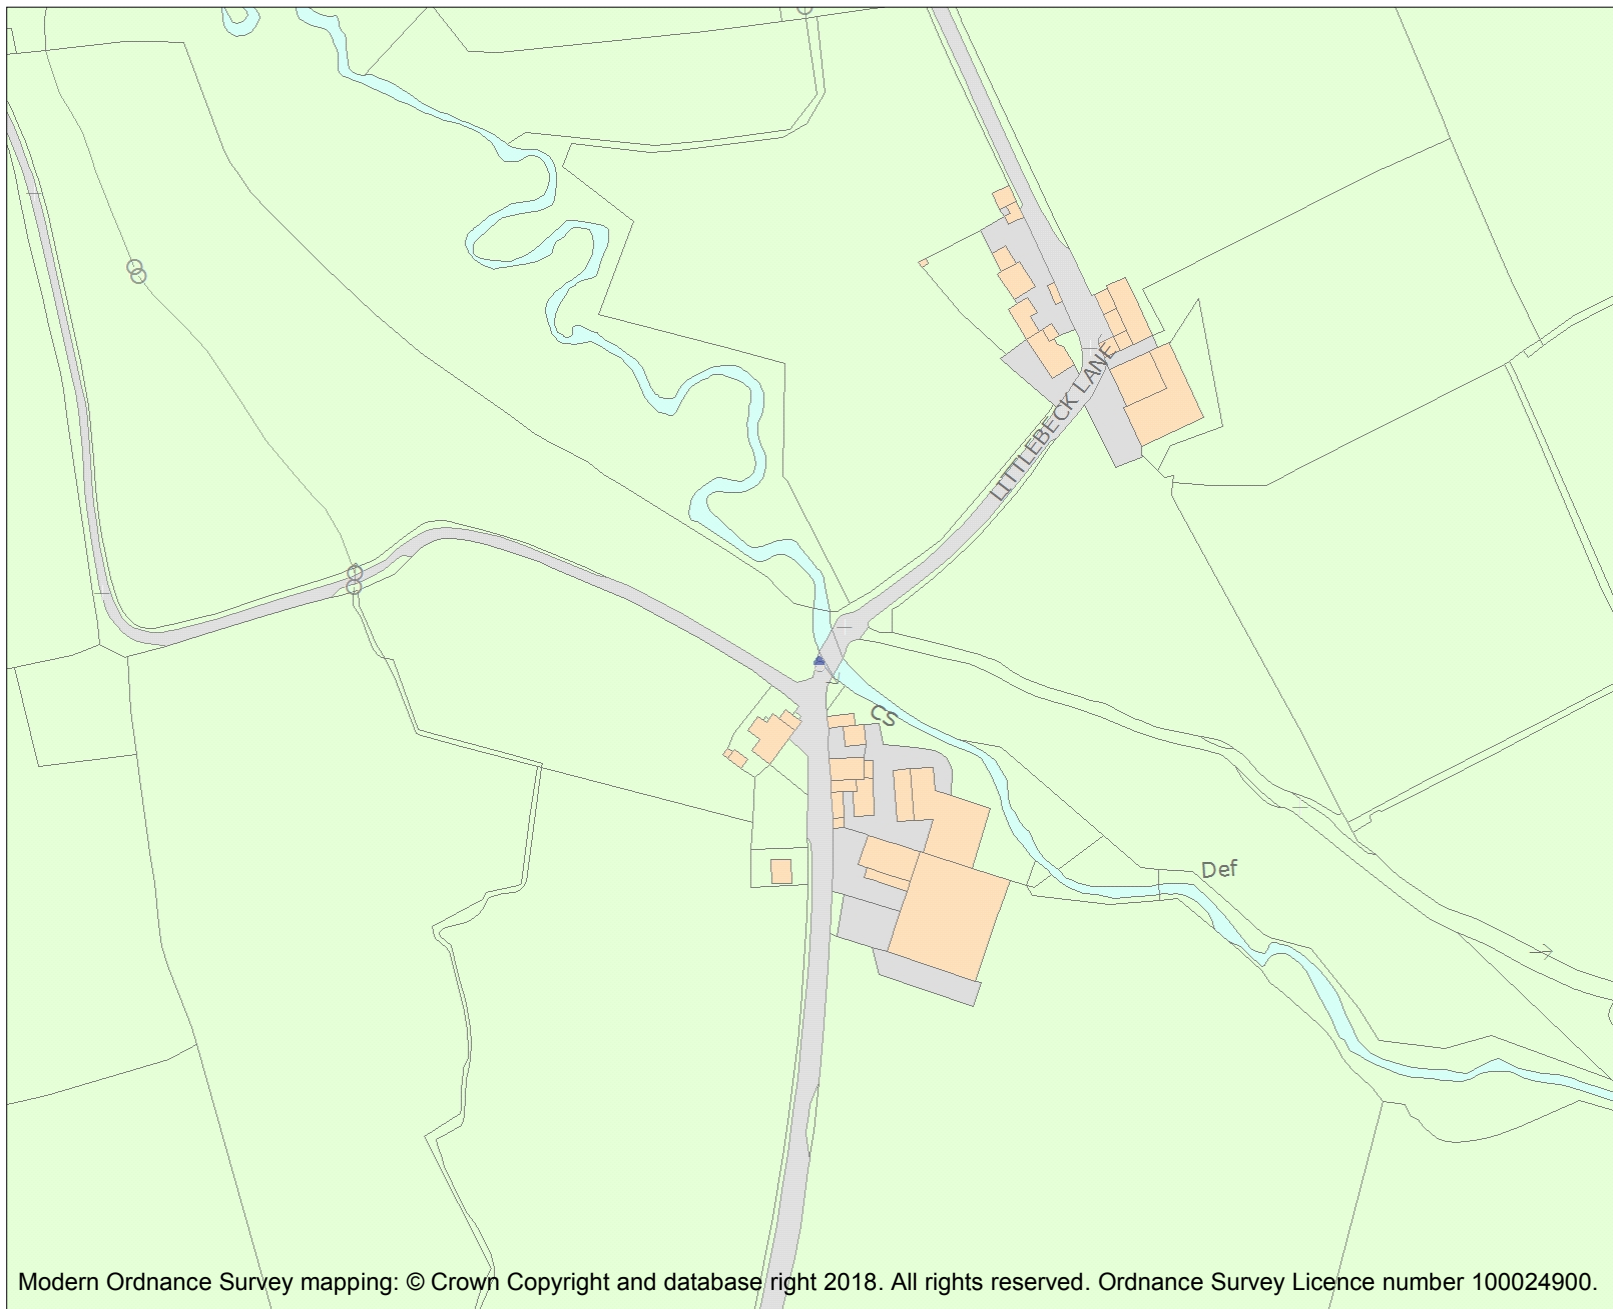 LITTLEBECK LANE
CS
Def
Modern Ordnance Survey mapping: © Crown Copyright and database right 2018. All rights reserved. Ordnance Survey Licence number 100024900.